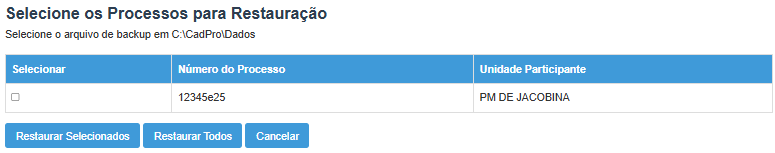 Selecione os Processos para Restauração
Selecione o arquivo de backup em C:\CadPro\Dados
Selecionar Número do Processo Unidade Participante
12345e25 PM DE JACOBINA
Restaurar Selecionados Restaurar Todos Cancelar